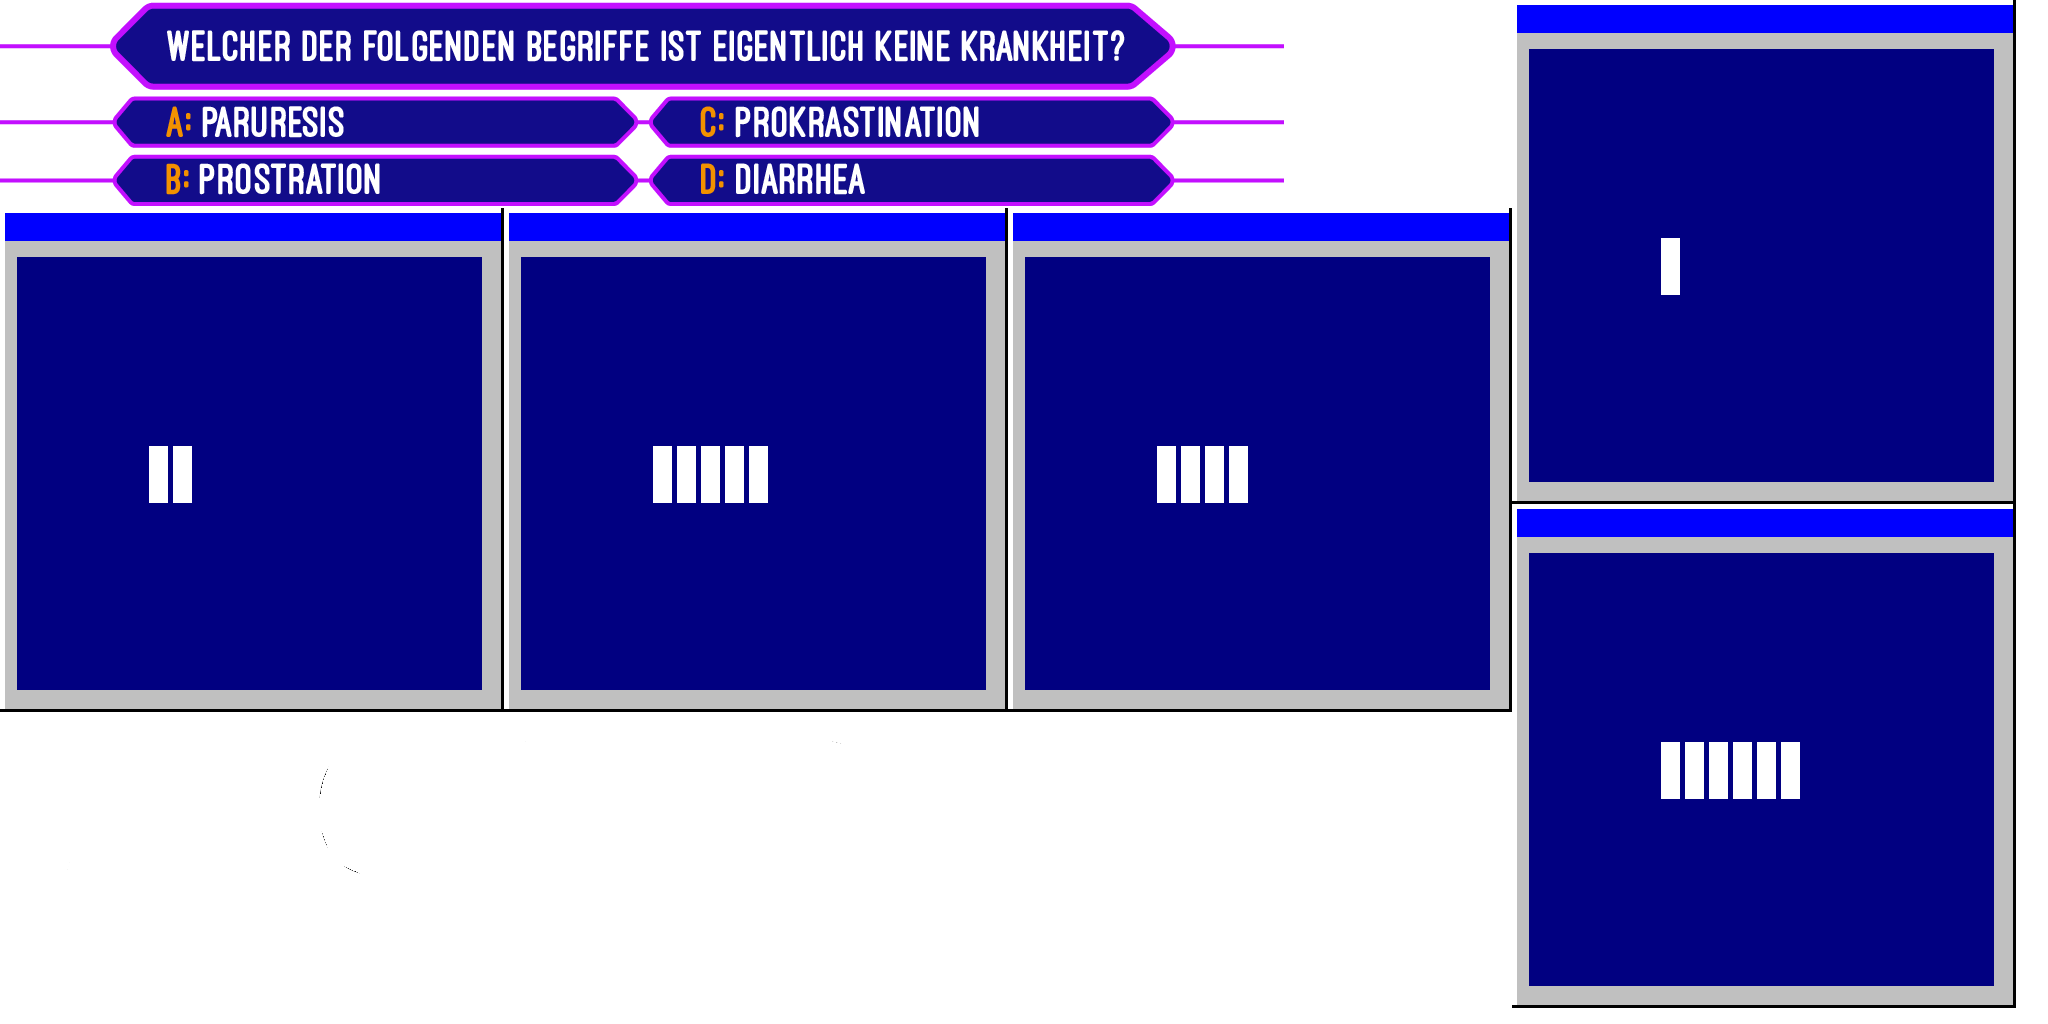 WELCHER DER FOLGENDEN BEGRIFFE IST EIGENTLICH KEINE KRANKHEIT?
A: PARURESIS
C: PROKRASTINATION
B: PROSTRATION
D: DIARRHEA